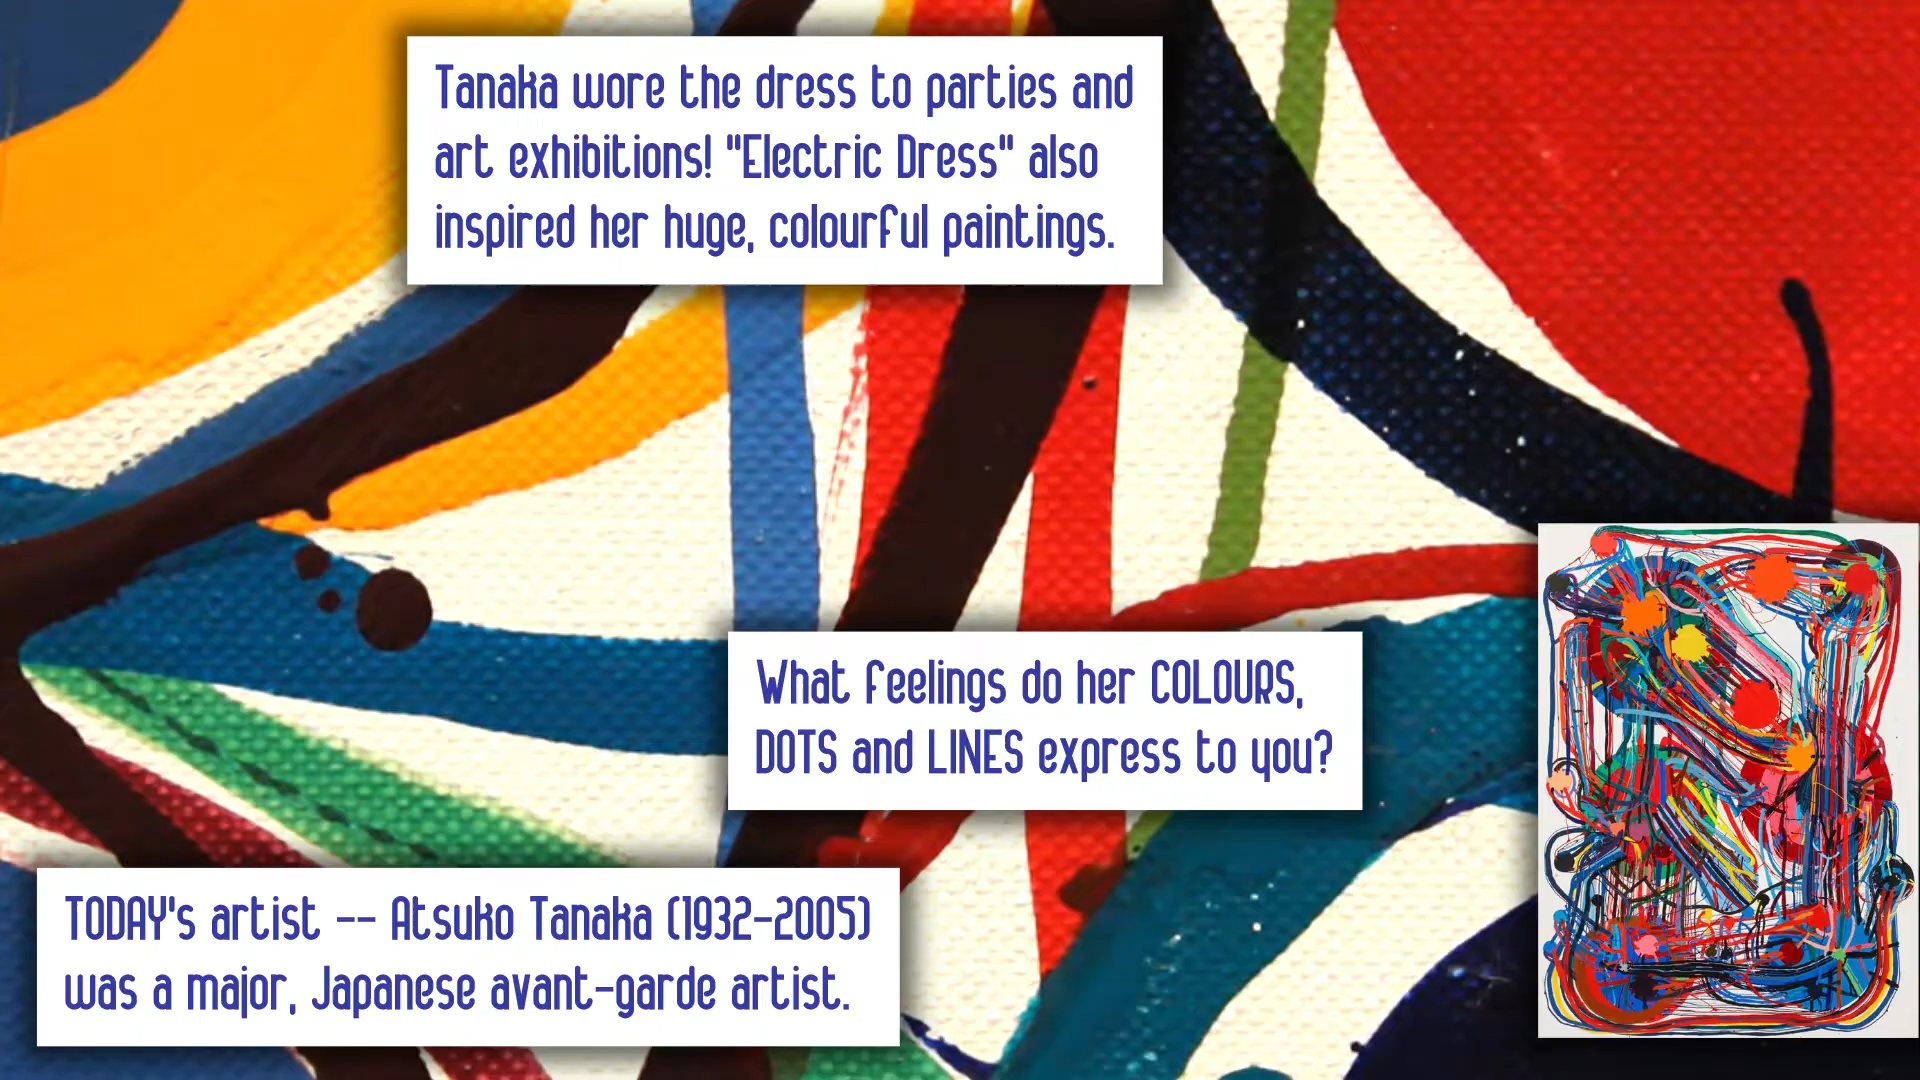 Tanaka wore the dress to parties and
art exhibitions! "Electric Dress" also
inspired her huge, colourful paintings.
What feelings do her COLOURS,
DOTS and LINES express to you?
TODAY's artist -- Atsuko Tanaka (1932-2005)
was a major, Japanese avant-garde artist.